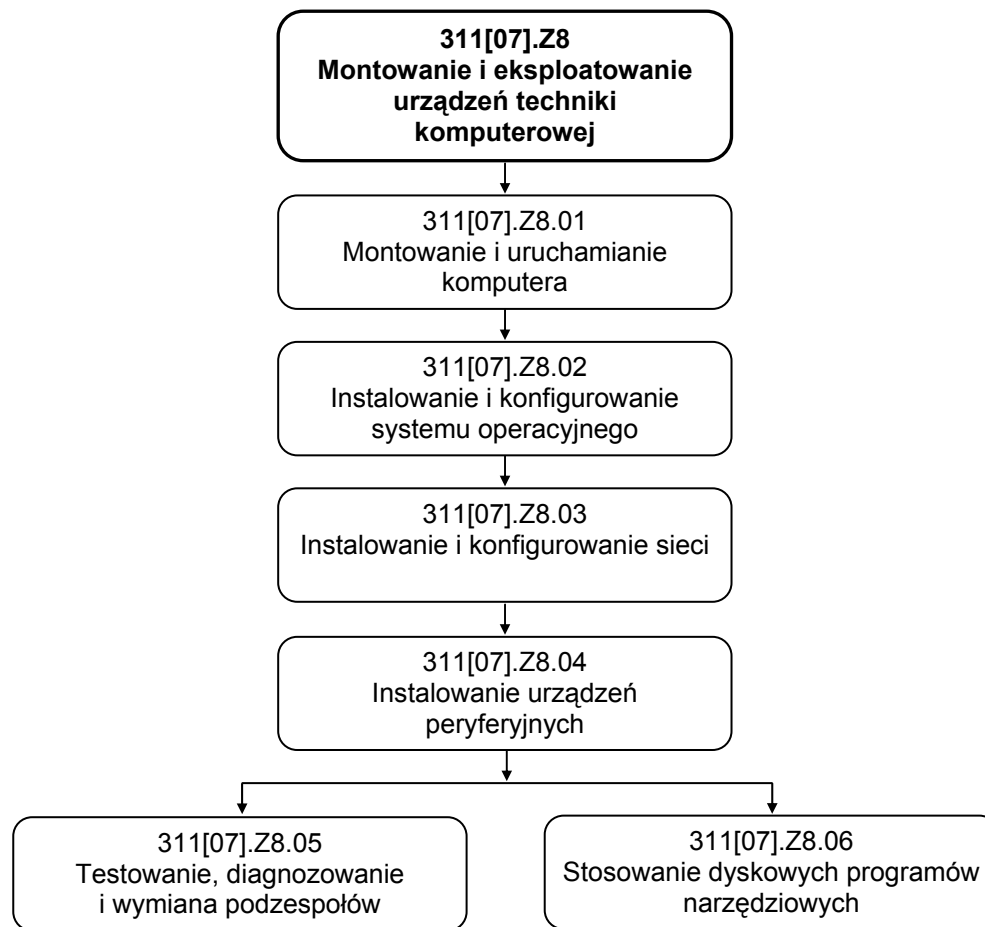 311[07].Z8
Montowanie i eksploatowanie
urządzeń techniki
komputerowej
311[07].Z8.01
Montowanie i uruchamianie
komputera
311[07].Z8.02
Instalowanie i konfigurowanie
systemu operacyjnego
311[07].Z8.03
Instalowanie i konfigurowanie sieci
311[07].Z8.04
Instalowanie urządzeń
peryferyjnych
311[07].Z8.05
Testowanie, diagnozowanie
i wymiana podzespołów
311[07].Z8.06
Stosowanie dyskowych programów
narzędziowych